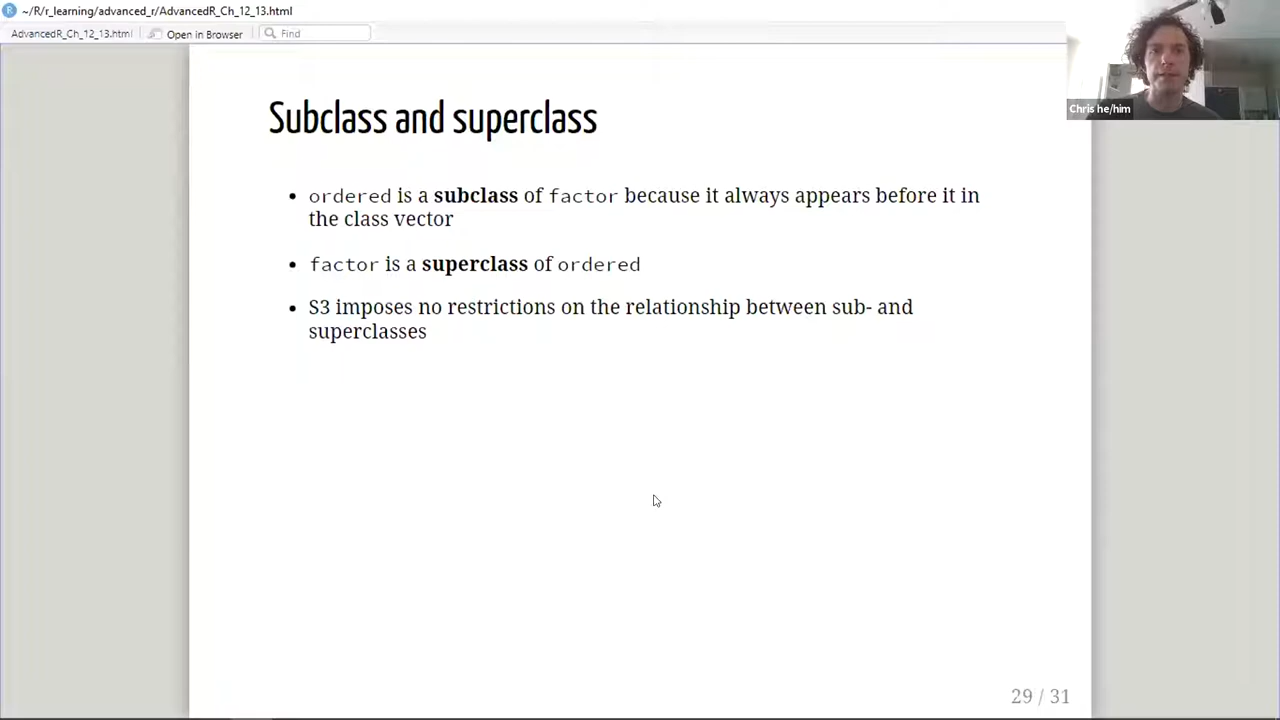 ~/R/r_learning/advanced_r/AdvancedR_Ch_12_13.html
AdvancedR_Ch_12_13.html Open in Browser Find
Chris he/him
Subclass and superclass
• ordered is a subclass of factor because it always appears before it in
the class vector
• factor is a superclass of ordered
• S3 imposes no restrictions on the relationship between sub- and
superclasses
29 / 31